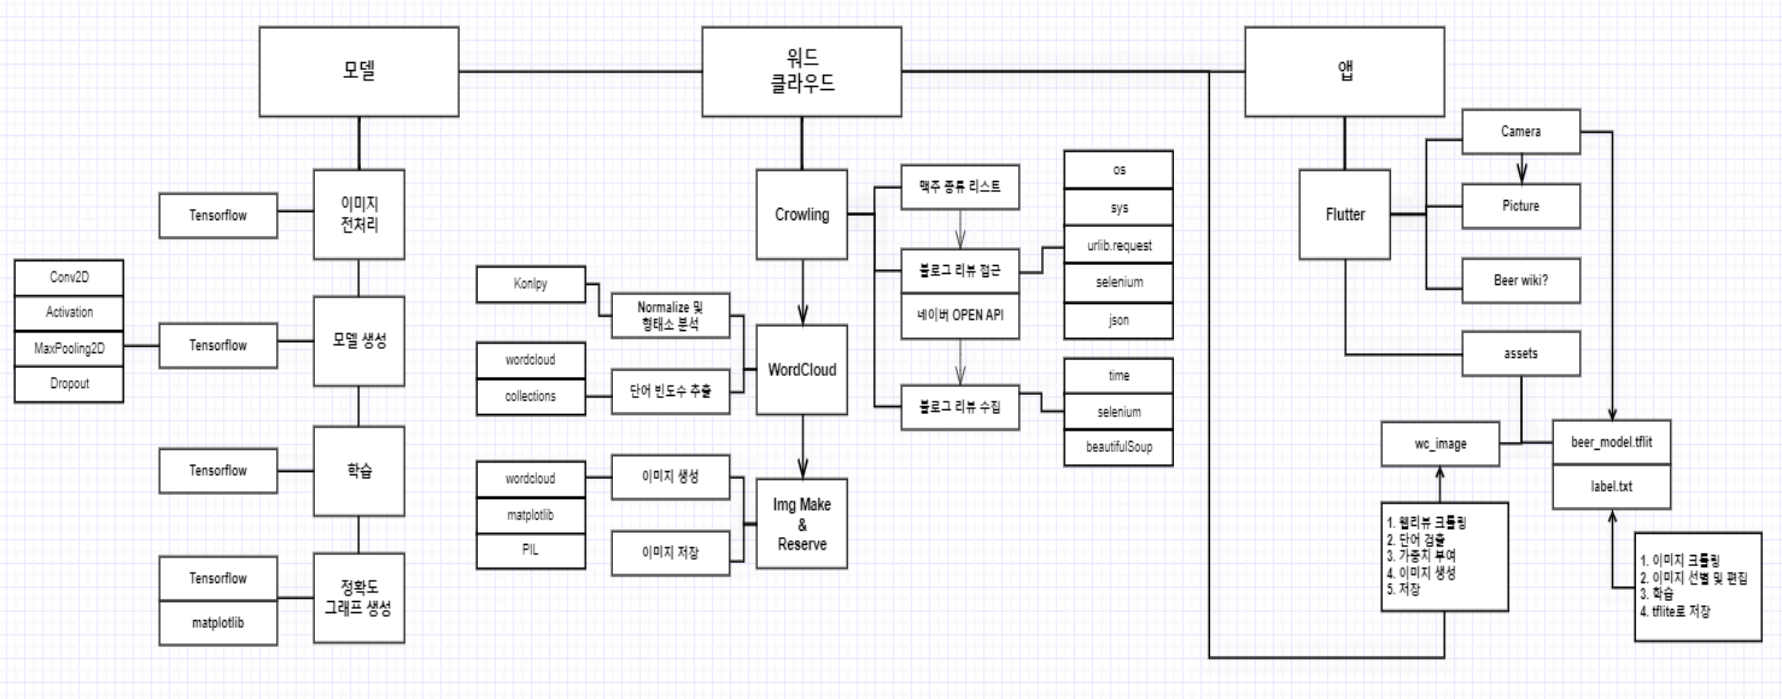 모델
이미지
전처리
Tensorflow
모델 생성
Tensorflow
Conv2D
Activation
MaxPooling2D
Dropout
학습
Tensorflow
정확도
그래프 생성
Tensorflow
matplotlib
워드
클라우드
Crowling
맥주 종류 리스트
블로그 리뷰 접근
네이버 OPEN API
블로그 리뷰 수집
os
sys
urlib.request
selenium
json
time
selenium
beautifulSoup
WordCloud
Normalize 및
형태소 분석
Konlpy
단어 빈도수 추출
wordcloud
collections
Img Make
&
Reserve
이미지 생성
이미지 저장
wordcloud
matplotlib
PIL
앱
Flutter
Camera
Picture
Beer wiki?
assets
wc_image
beer_model.tflit
label.txt
1. 웹리뷰 크롤링
2. 단어 검출
3. 가중치 부여
4. 이미지 생성
5. 저장
1. 이미지 크롤링
2. 이미지 선별 및 편집
3. 학습
4. tflite로 저장